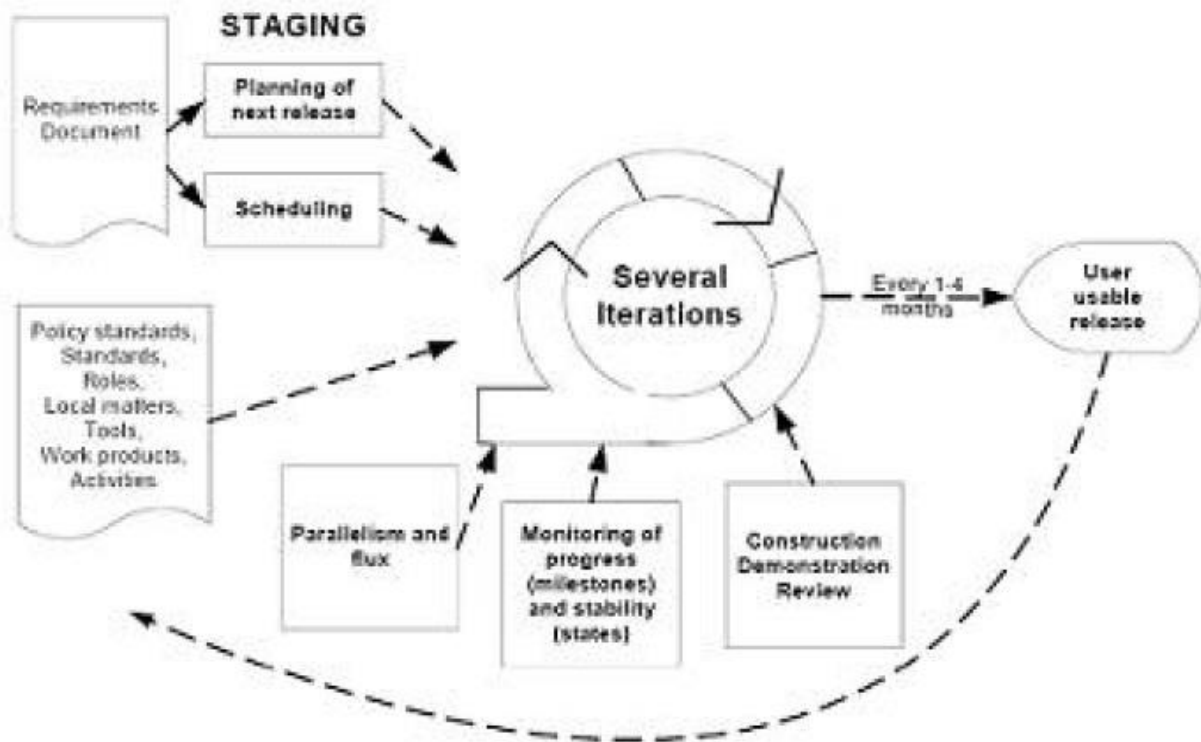 STAGING
Requirements
Document
Planning of
next release
Scheduling
Policy standards,
Standards,
Roles,
Local matters,
Tools,
Work products,
Activities
Several
Iterations
Every 1-4
months
User
usable
release
Parallelism and
flux
Monitoring of
progress
(milestones)
and stability
(states)
Construction
Demonstration
Review